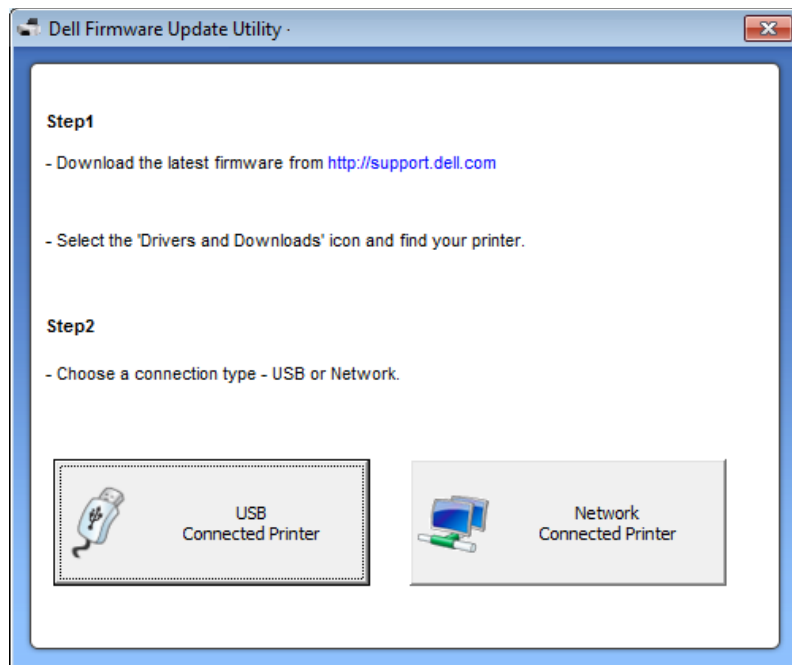 Dell Firmware Update Utility -
Step1
- Download the latest firmware from http://support.dell.com
- Select the 'Drivers and Downloads' icon and find your printer.
Step2
- Choose a connection type - USB or Network.
USB
Connected Printer
Network
Connected Printer